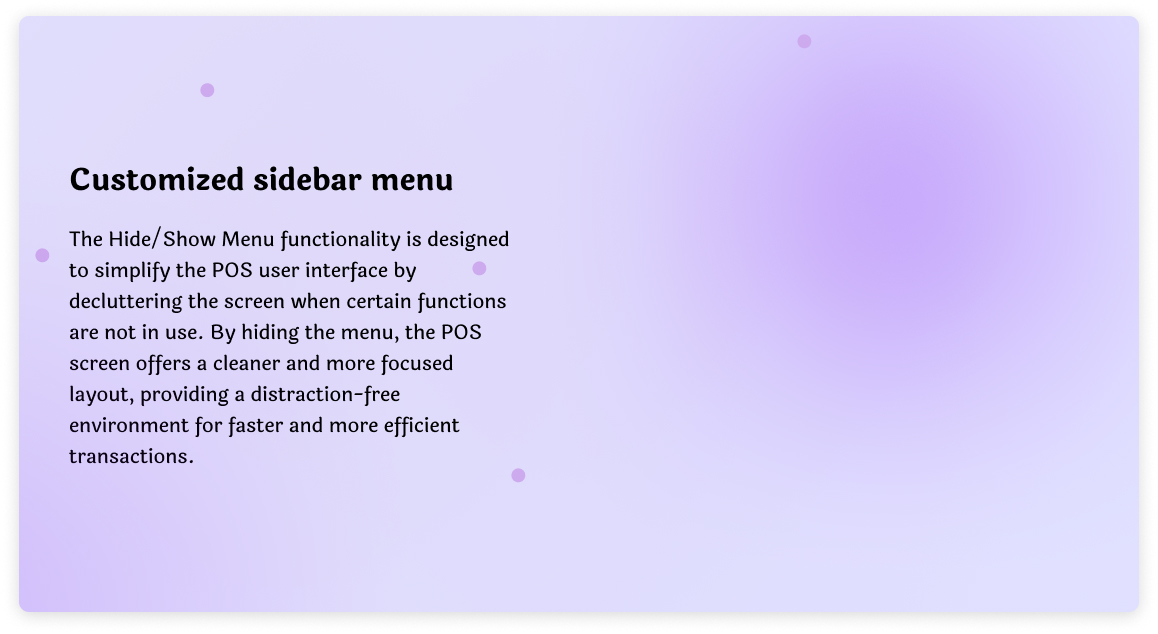 Customized sidebar menu
The Hide/Show Menu functionality is designed
to simplify the POS user interface by
decluttering the screen when certain functions
are not in use. By hiding the menu, the POS
screen offers a cleaner and more focused
layout, providing a distraction-free
environment for faster and more efficient
transactions.